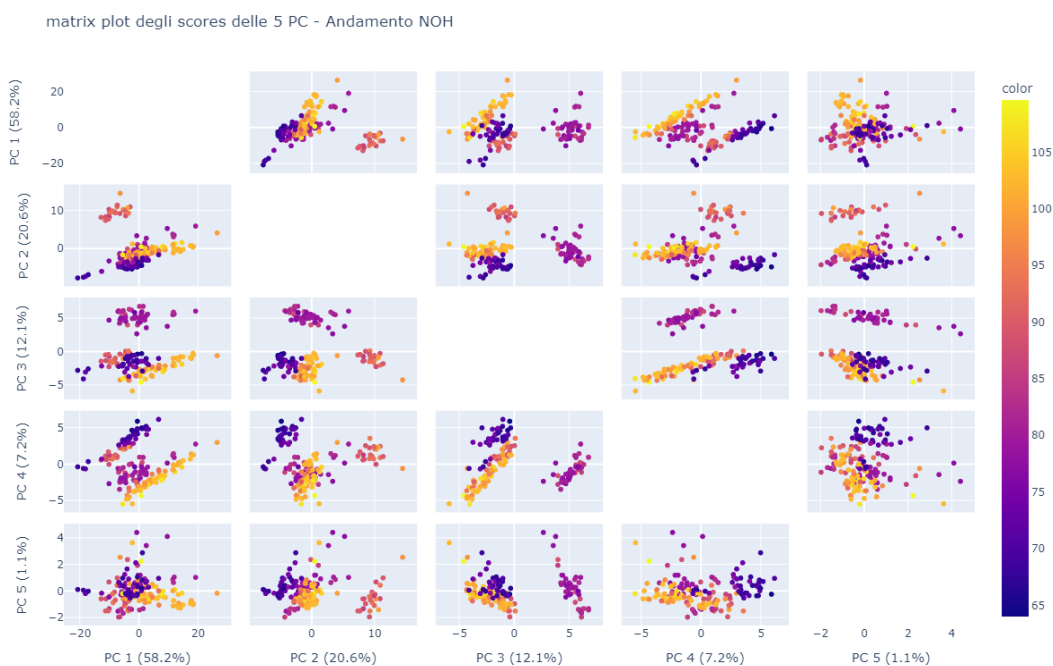 matrix plot degli scores delle 5 PC - Andamento NOH
color
PC 1 (58.2%)
20
0
−20
PC 2 (20.6%)
10
0
PC 3 (12.1%)
5
0
−5
PC 4 (7.2%)
5
0
−5
PC 5 (1.1%)
4
2
0
−2
105
100
95
90
85
80
75
70
65
−20 0 20 0 10 −5 0 5 −5 0 5 −2 0 2 4
PC 1 (58.2%) PC 2 (20.6%) PC 3 (12.1%) PC 4 (7.2%) PC 5 (1.1%)